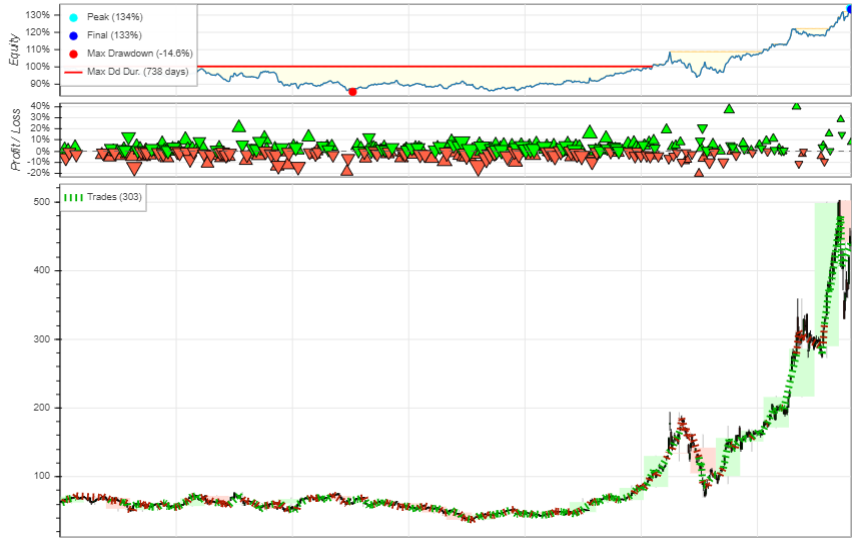 130%
120%
110%
100%
90%
Equity
Peak (134%)
Final (133%)
Max Drawdown (-14.6%)
Max Dd Dur. (738 days)
40%
30%
20%
10%
0%
-10%
-20%
Profit / Loss
Trades (303)
500
400
300
200
100